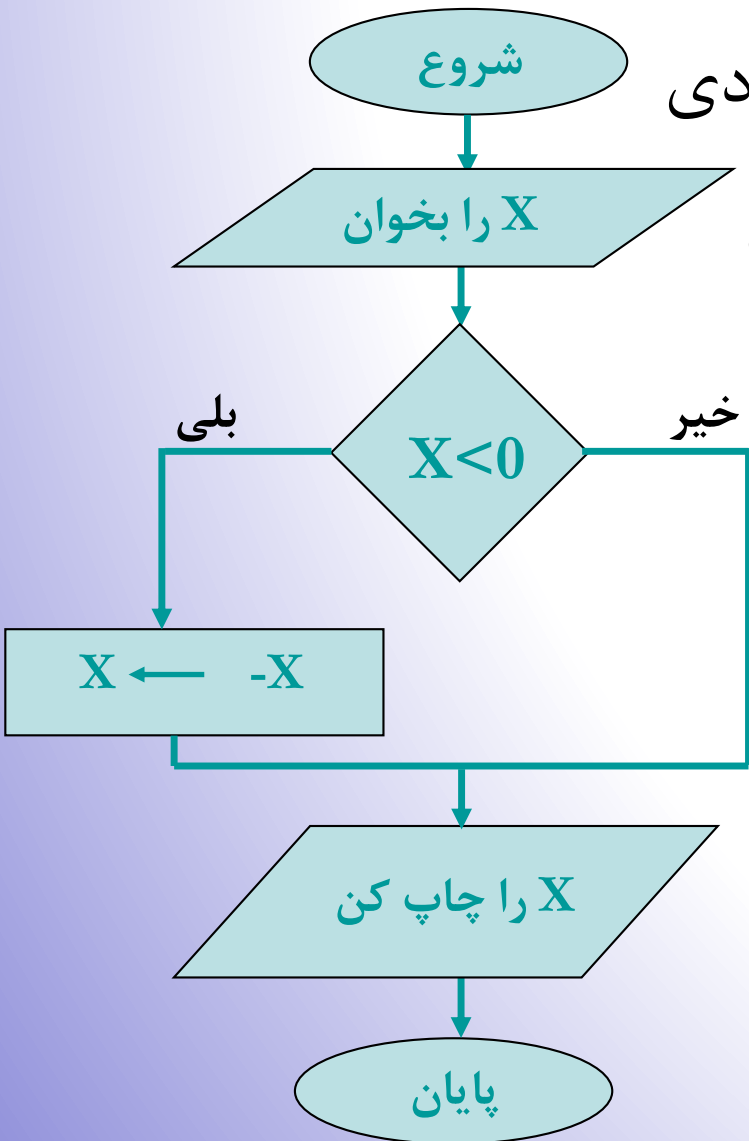 شروع
X را بخوان
X<0
بلی
خیر
X ← -X
X را چاپ کن
پایان